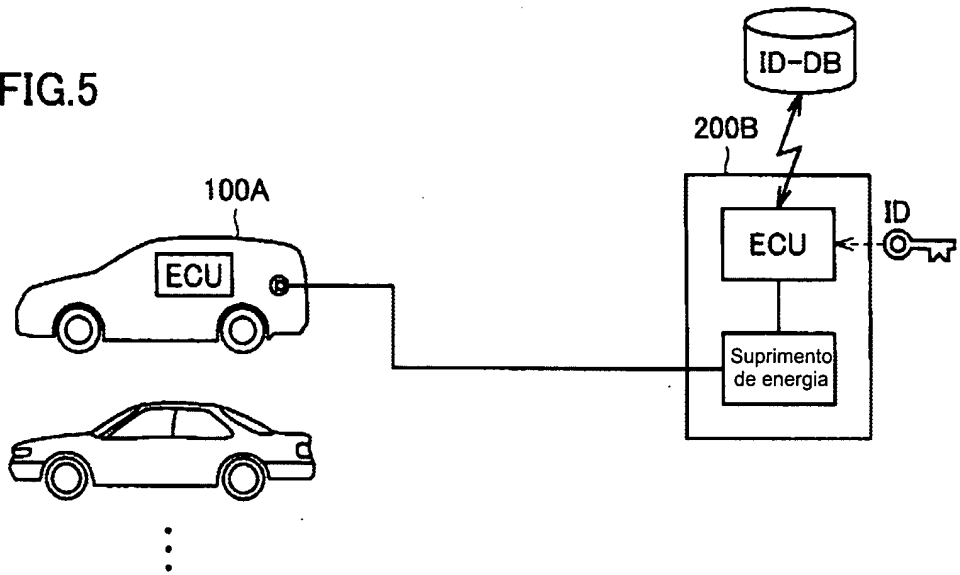 FIG.5
ID-DB
200B
100A
ECU
ECU
ID
Suprimento
de energia